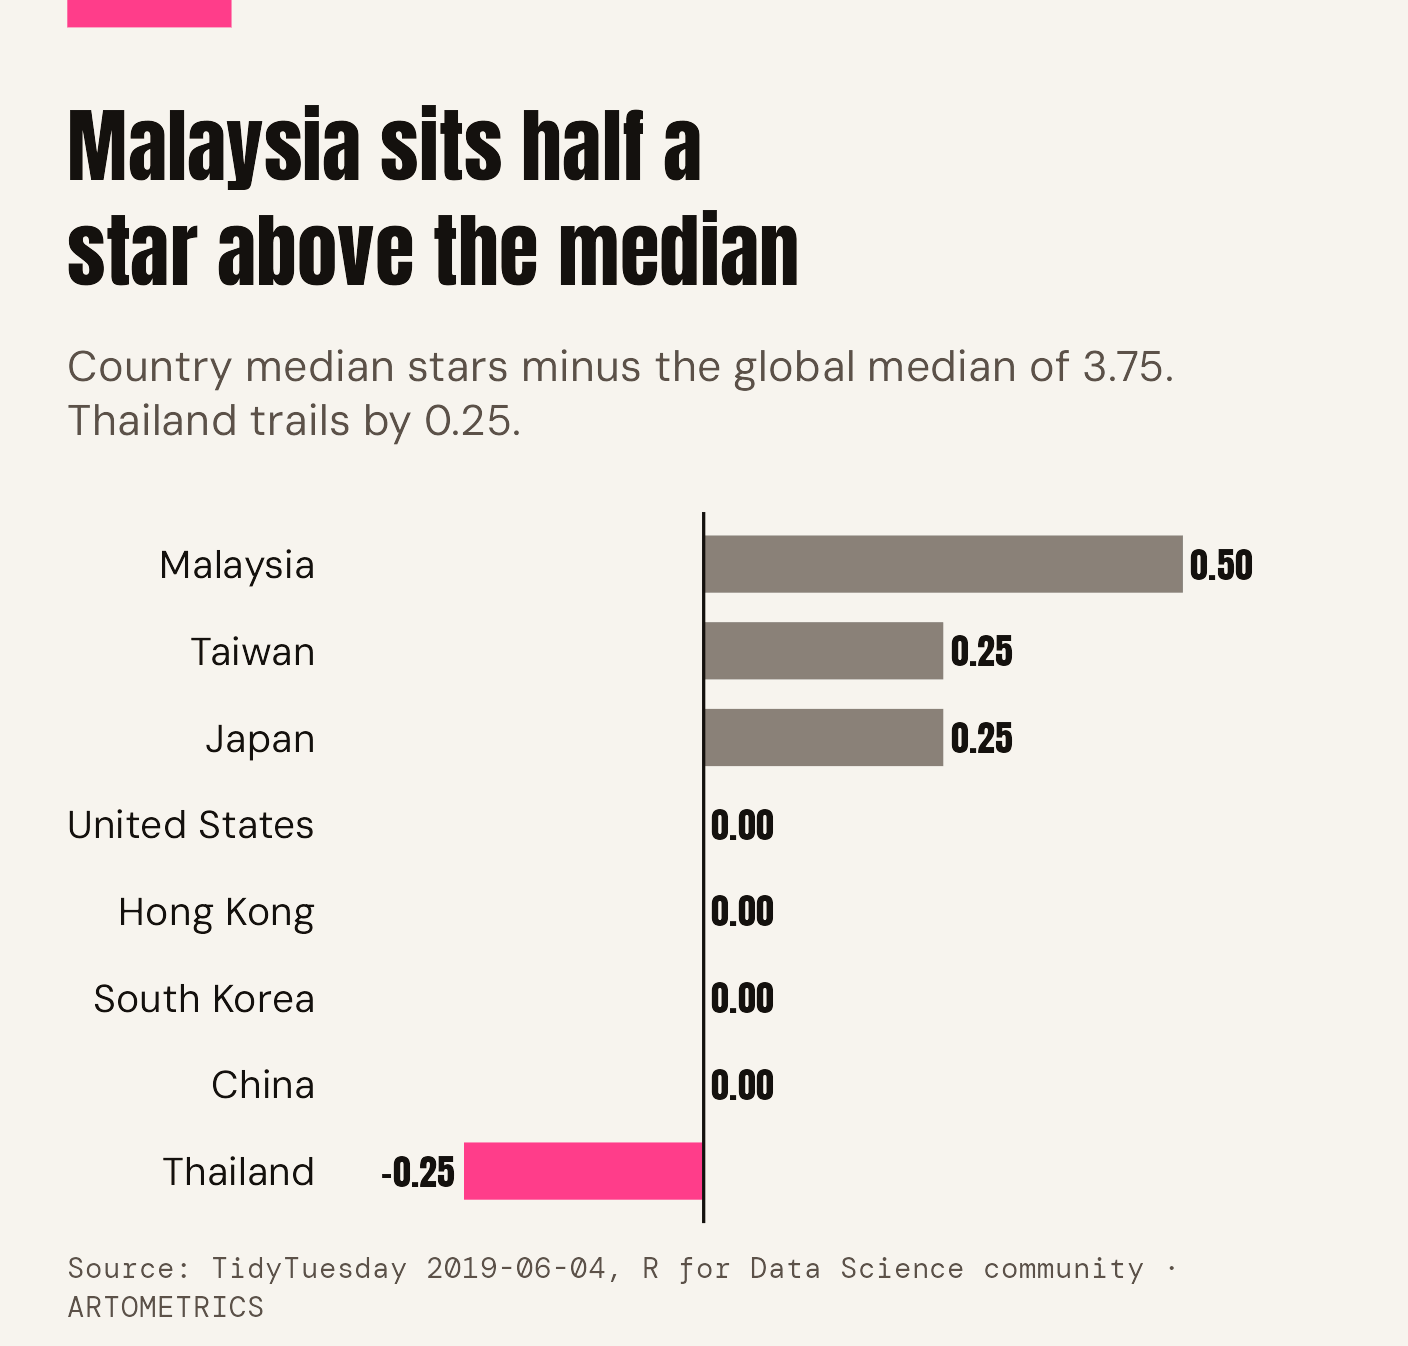 Malaysia sits half a
star above the median
Country median stars minus the global median of 3.75.
Thailand trails by 0.25.
Malaysia 0.50
Taiwan 0.25
Japan 0.25
United States 0.00
Hong Kong 0.00
South Korea 0.00
China 0.00
Thailand -0.25
Source: TidyTuesday 2019-06-04, R for Data Science community ·
ARTOMETRICS